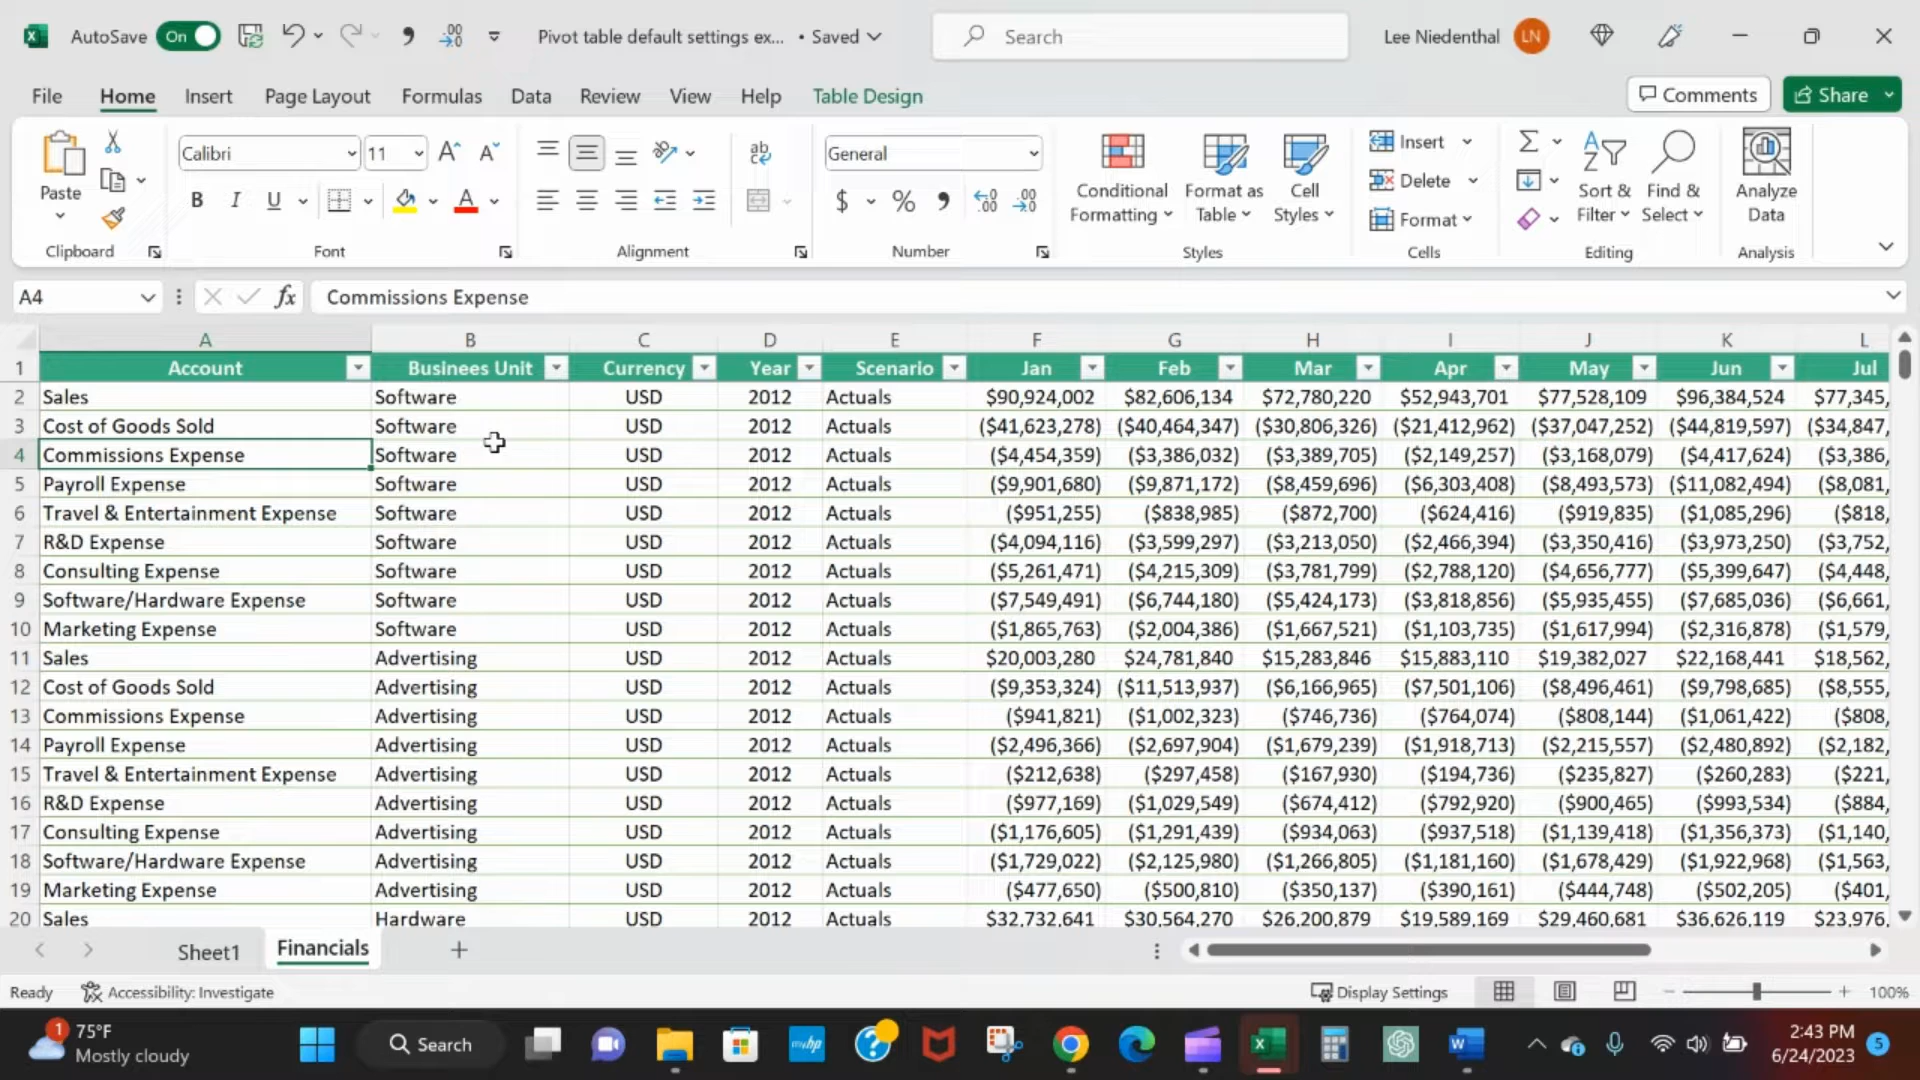 AutoSave On Pivot table default settings ex... • Saved Search Lee Niedenthal LN
File Home Insert Page Layout Formulas Data Review View Help Table Design Comments Share
Paste Calibri 11 General Conditional Formatting Format as Table Cell Styles Insert Delete Format Sort & Filter Find & Select Analyze Data
Clipboard Font Alignment Number Styles Cells Editing Analysis
A4 fx Commissions Expense
A B C D E F G H I J K L
1 Account Businees Unit Currency Year Scenario Jan Feb Mar Apr May Jun Jul
2 Sales Software USD 2012 Actuals $90,924,002 $82,606,134 $72,780,220 $52,943,701 $77,528,109 $96,384,524 $77,345,
3 Cost of Goods Sold Software USD 2012 Actuals ($41,623,278) ($40,464,347) ($30,806,326) ($21,412,962) ($37,047,252) ($44,819,597) ($34,847,
4 Commissions Expense Software USD 2012 Actuals ($4,454,359) ($3,386,032) ($3,389,705) ($2,149,257) ($3,168,079) ($4,417,624) ($3,386,
5 Payroll Expense Software USD 2012 Actuals ($9,901,680) ($9,871,172) ($8,459,696) ($6,303,408) ($8,493,573) ($11,082,494) ($8,081,
6 Travel & Entertainment Expense Software USD 2012 Actuals ($951,255) ($838,985) ($872,700) ($624,416) ($919,835) ($1,085,296) ($818,
7 R&D Expense Software USD 2012 Actuals ($4,094,116) ($3,599,297) ($3,213,050) ($2,466,394) ($3,350,416) ($3,973,250) ($3,752,
8 Consulting Expense Software USD 2012 Actuals ($5,261,471) ($4,215,309) ($3,781,799) ($2,788,120) ($4,656,777) ($5,399,647) ($4,448,
9 Software/Hardware Expense Software USD 2012 Actuals ($7,549,491) ($6,744,180) ($5,424,173) ($3,818,856) ($5,935,455) ($7,685,036) ($6,661,
10 Marketing Expense Software USD 2012 Actuals ($1,865,763) ($2,004,386) ($1,667,521) ($1,103,735) ($1,617,994) ($2,316,878) ($1,579,
11 Sales Advertising USD 2012 Actuals $20,003,280 $24,781,840 $15,283,846 $15,883,110 $19,382,027 $22,168,441 $18,562,
12 Cost of Goods Sold Advertising USD 2012 Actuals ($9,353,324) ($11,513,937) ($6,166,965) ($7,501,106) ($8,496,461) ($9,798,685) ($8,555,
13 Commissions Expense Advertising USD 2012 Actuals ($941,821) ($1,002,323) ($746,736) ($764,074) ($808,144) ($1,061,422) ($808,
14 Payroll Expense Advertising USD 2012 Actuals ($2,496,366) ($2,697,904) ($1,679,239) ($1,918,713) ($2,215,557) ($2,480,892) ($2,182,
15 Travel & Entertainment Expense Advertising USD 2012 Actuals ($212,638) ($297,458) ($167,930) ($194,736) ($235,827) ($260,283) ($221,
16 R&D Expense Advertising USD 2012 Actuals ($977,169) ($1,029,549) ($674,412) ($792,920) ($900,465) ($993,534) ($884,
17 Consulting Expense Advertising USD 2012 Actuals ($1,176,605) ($1,291,439) ($934,063) ($937,518) ($1,139,418) ($1,356,373) ($1,140,
18 Software/Hardware Expense Advertising USD 2012 Actuals ($1,729,022) ($2,125,980) ($1,266,805) ($1,181,160) ($1,678,429) ($1,922,968) ($1,563,
19 Marketing Expense Advertising USD 2012 Actuals ($477,650) ($500,810) ($350,137) ($390,161) ($444,748) ($502,205) ($401,
20 Sales Hardware USD 2012 Actuals $32,732,641 $30,564,270 $26,200,879 $19,589,169 $29,460,681 $36,626,119 $23,976,
Sheet1 Financials
Ready Accessibility: Investigate Display Settings 100%
1 75°F Search myhp 2:43 PM 5
Mostly cloudy 6/24/2023